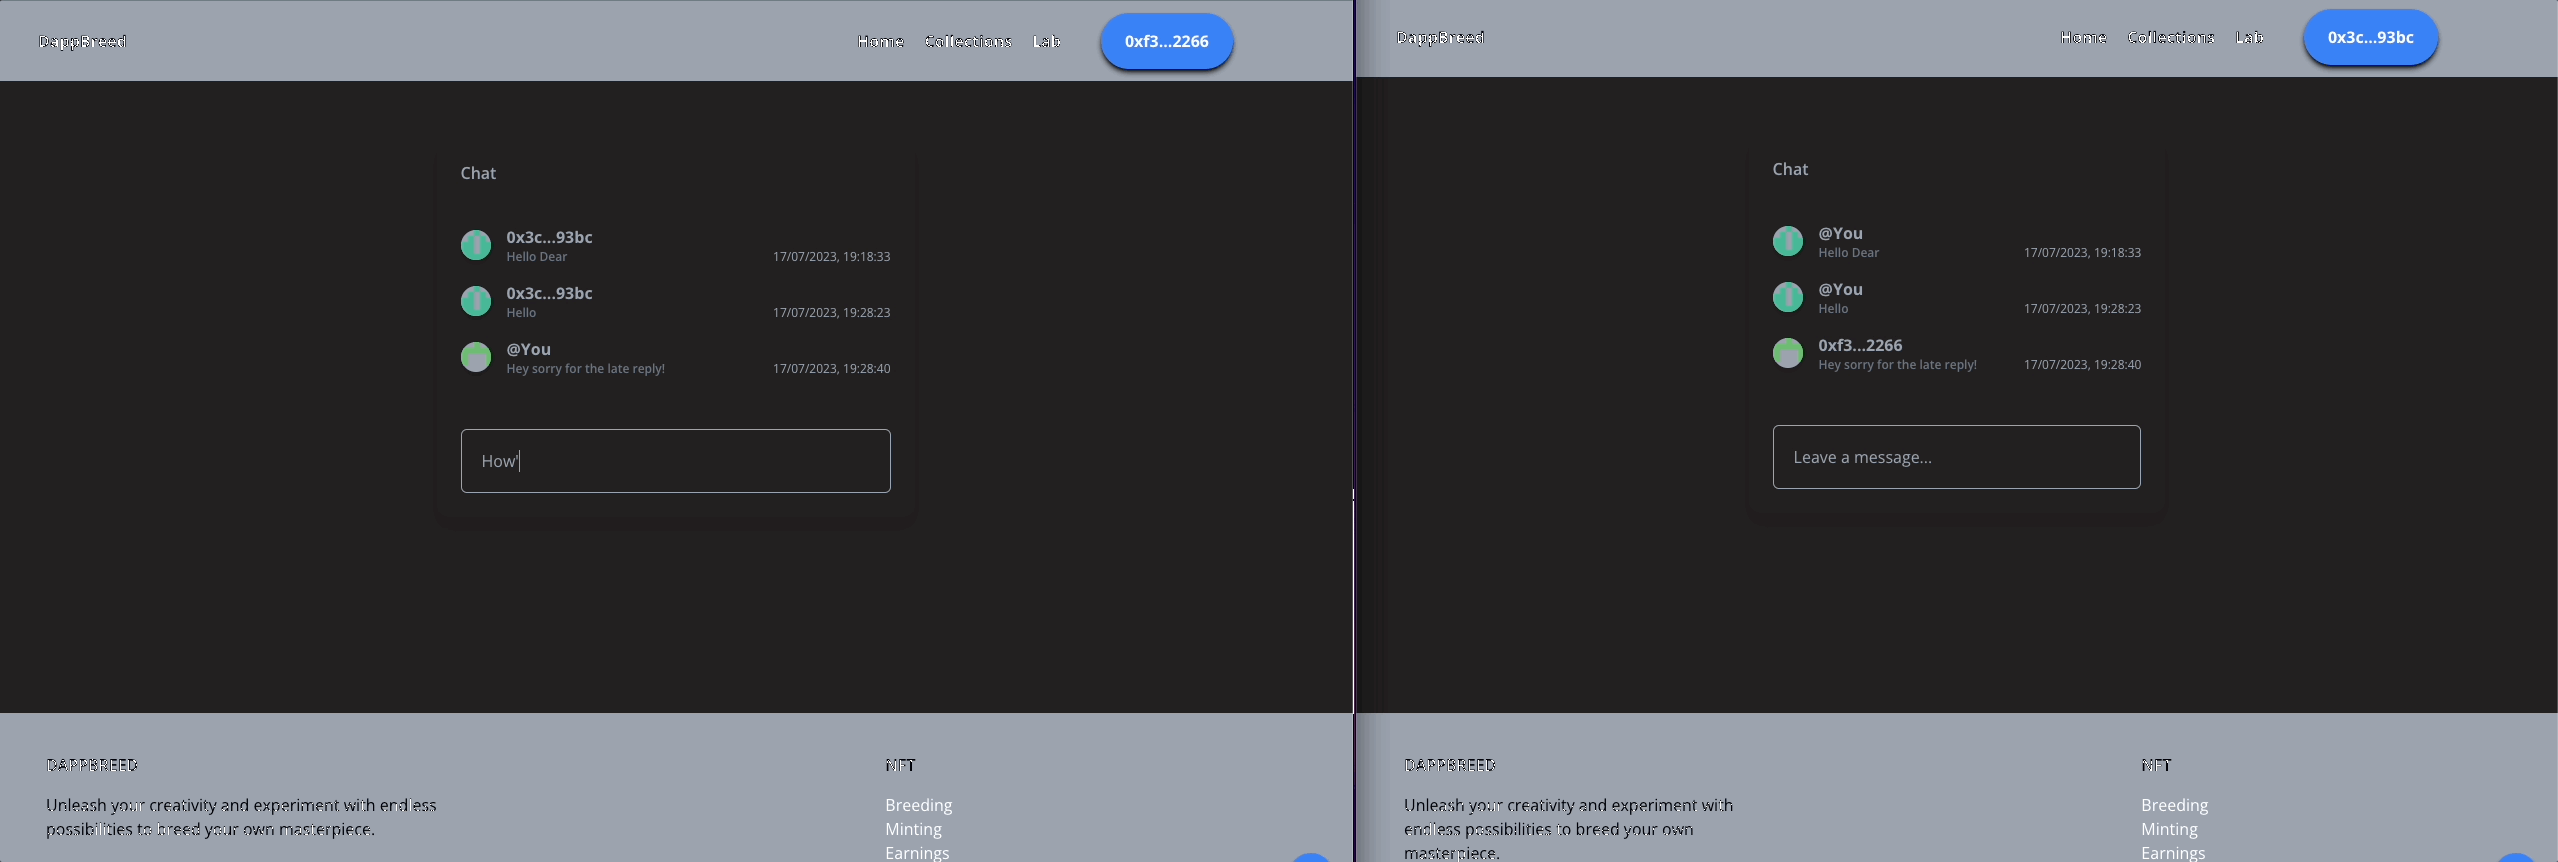 DappBreed
Home Collections Lab 0xf3...2266
Chat
0x3c...93bc
Hello Dear 17/07/2023, 19:18:33
0x3c...93bc
Hello 17/07/2023, 19:28:23
@You
Hey sorry for the late reply! 17/07/2023, 19:28:40
How'
DAPPBREED
Unleash your creativity and experiment with endless
possibilities to breed your own masterpiece.
NFT
Breeding
Minting
Earnings
DappBreed
Home Collections Lab 0x3c...93bc
Chat
@You
Hello Dear 17/07/2023, 19:18:33
@You
Hello 17/07/2023, 19:28:23
0xf3...2266
Hey sorry for the late reply! 17/07/2023, 19:28:40
Leave a message...
DAPPBREED
Unleash your creativity and experiment with
endless possibilities to breed your own
masterpiece.
NFT
Breeding
Minting
Earnings